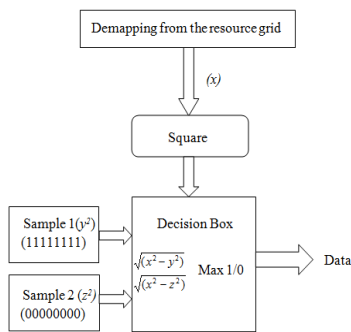 Demapping from the resource grid
(x)
Square
Sample 1(y²)
(11111111)
Decision Box
√(x² – y²)
Max 1/0
√(x² – z²)
Data
Sample 2 (z²)
(00000000)